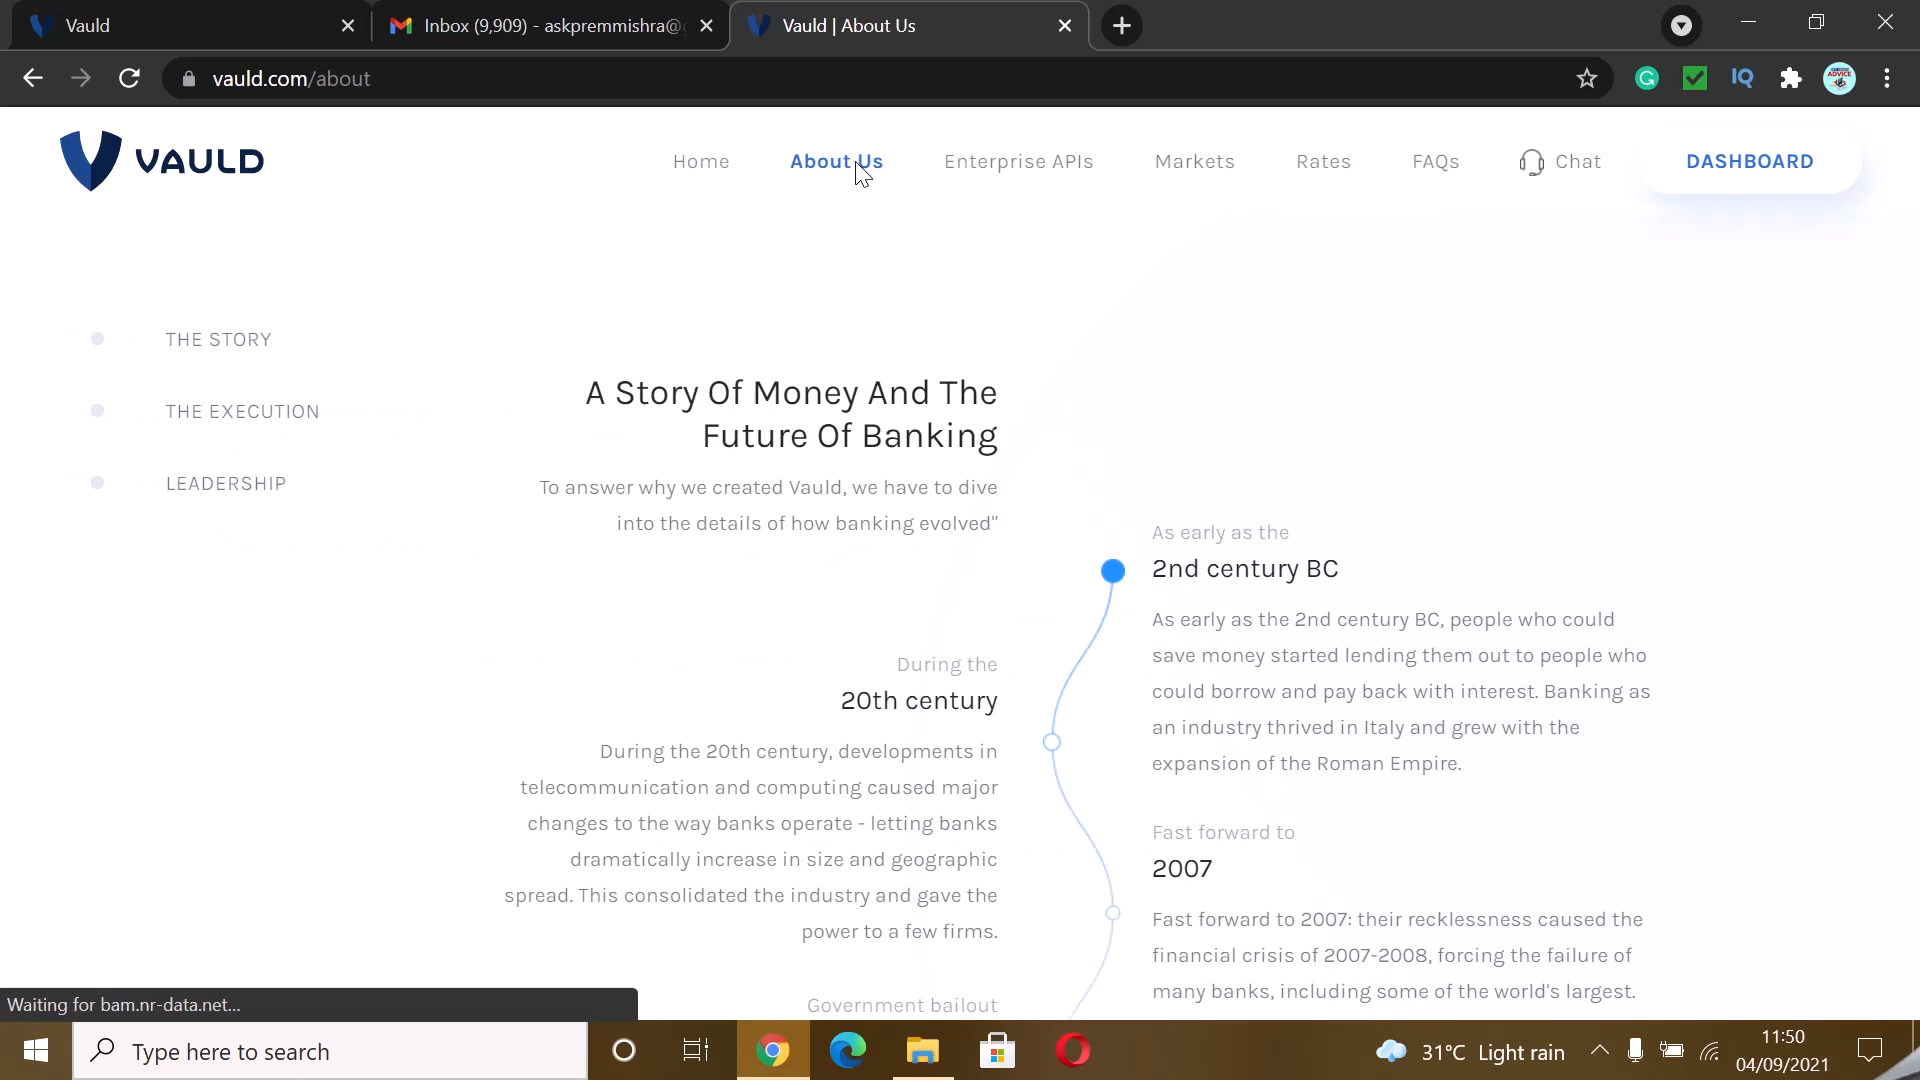 Vauld
Inbox (9,909) - askpremmishra@
Vauld | About Us
vauld.com/about
VAULD
Home
About Us
Enterprise APIs
Markets
Rates
FAQs
Chat
DASHBOARD
THE STORY
THE EXECUTION
LEADERSHIP
A Story Of Money And The
Future Of Banking
To answer why we created Vauld, we have to dive
into the details of how banking evolved"
As early as the
2nd century BC
As early as the 2nd century BC, people who could
save money started lending them out to people who
could borrow and pay back with interest. Banking as
an industry thrived in Italy and grew with the
expansion of the Roman Empire.
During the
20th century
During the 20th century, developments in
telecommunication and computing caused major
changes to the way banks operate - letting banks
dramatically increase in size and geographic
spread. This consolidated the industry and gave the
power to a few firms.
Fast forward to
2007
Fast forward to 2007: their recklessness caused the
financial crisis of 2007-2008, forcing the failure of
many banks, including some of the world's largest.
Government bailout
Waiting for bam.nr-data.net...
Type here to search
31°C Light rain
11:50
04/09/2021
IQ
ADVICE